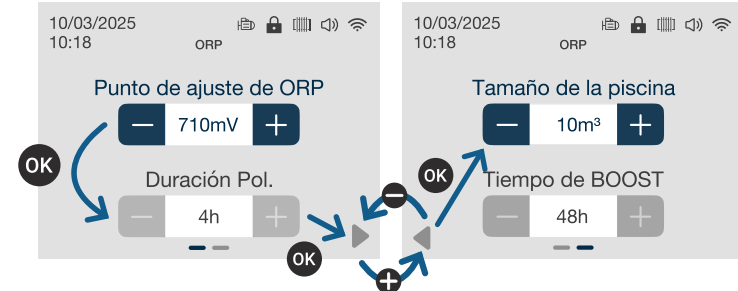 10/03/2025
10:18
ORP
Punto de ajuste de ORP
— 710mV +
OK
Duración Pol.
— 4h +
OK
10/03/2025
10:18
ORP
Tamaño de la piscina
— 10m³ +
OK
Tiempo de BOOST
— 48h +
−
+